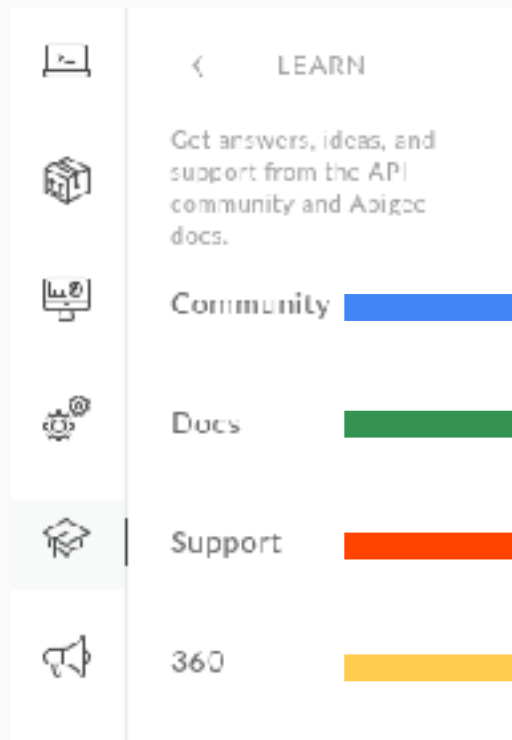 LEARN
Get answers, ideas, and
support from the API
community and Apigee
docs.
Community
Docs
Support
360